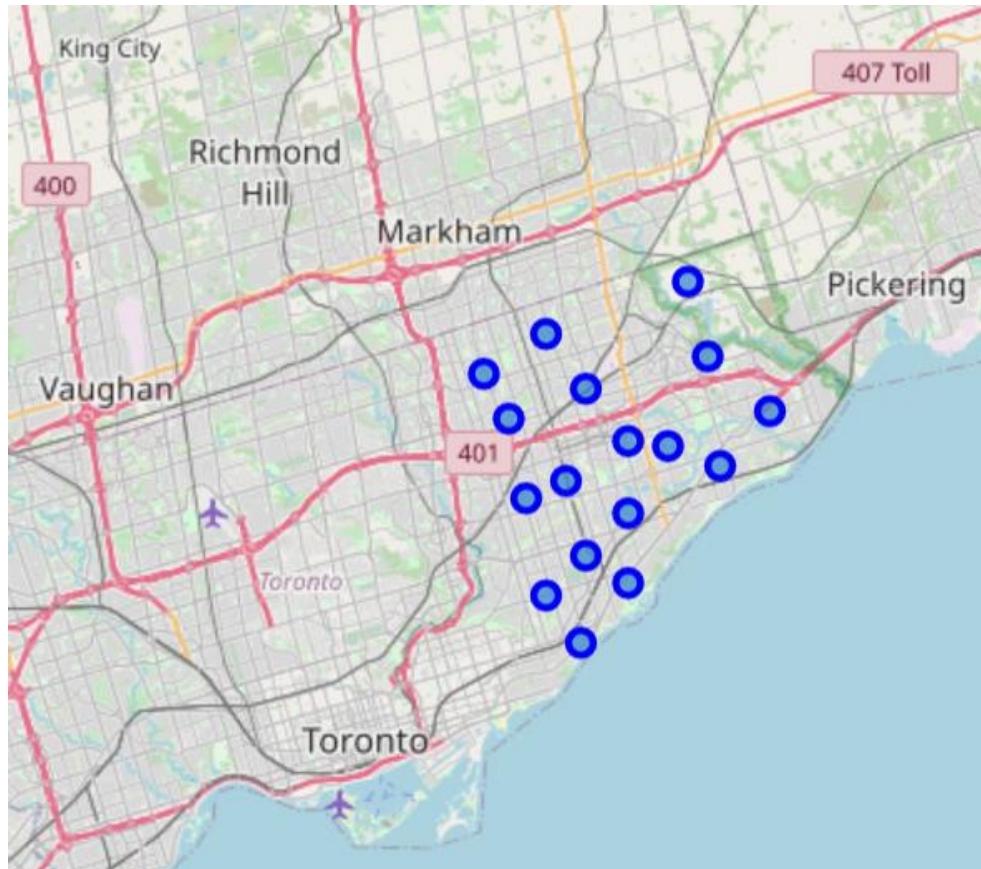 King City
407 Toll
Richmond
Hill
400
Markham
Pickering
Vaughan
401
Toronto
Toronto